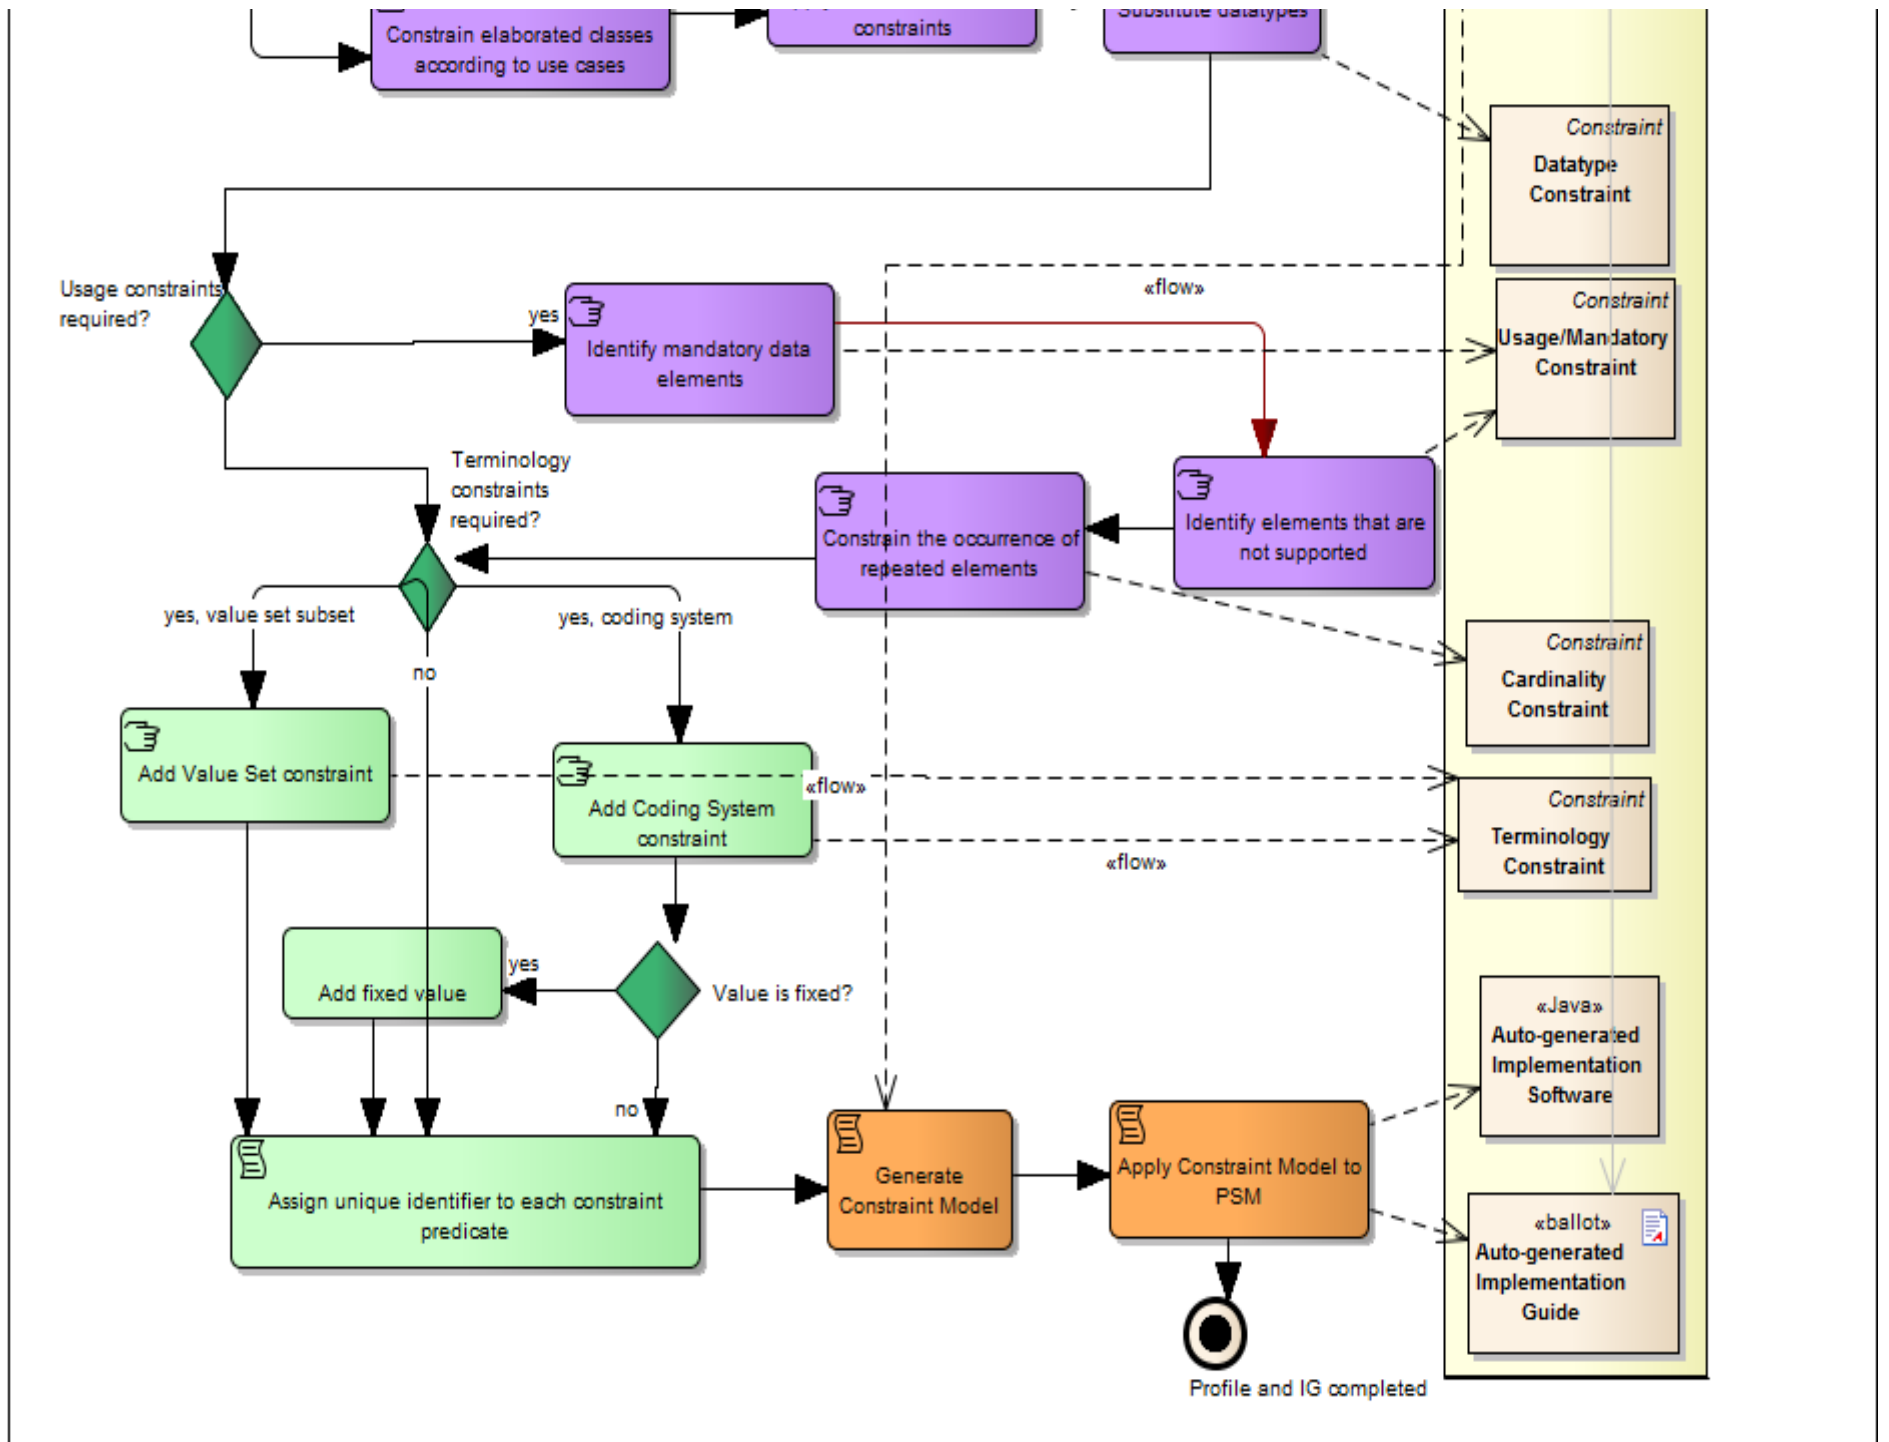 Constrain elaborated classes
according to use cases
constraints
Substitute datatypes
Constraint
Datatype
Constraint
«flow»
Usage constraints
required?
yes
Identify mandatory data
elements
Constraint
Usage/Mandatory
Constraint
Terminology
constraints
required?
Constrain the occurrence of
repeated elements
Identify elements that are
not supported
yes, value set subset
yes, coding system
no
Constraint
Cardinality
Constraint
Add Value Set constraint
«flow»
Add Coding System
constraint
«flow»
Constraint
Terminology
Constraint
Add fixed value
yes
Value is fixed?
no
«Java»
Auto-generated
Implementation
Software
Assign unique identifier to each constraint
predicate
Generate
Constraint Model
Apply Constraint Model to
PSM
«ballot»
Auto-generated
Implementation
Guide
Profile and IG completed